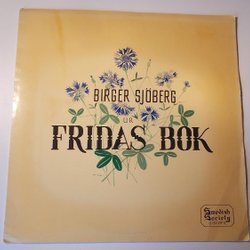 BIRGER SJÖBERG
UR
FRIDAS BOK
Swedish
Society